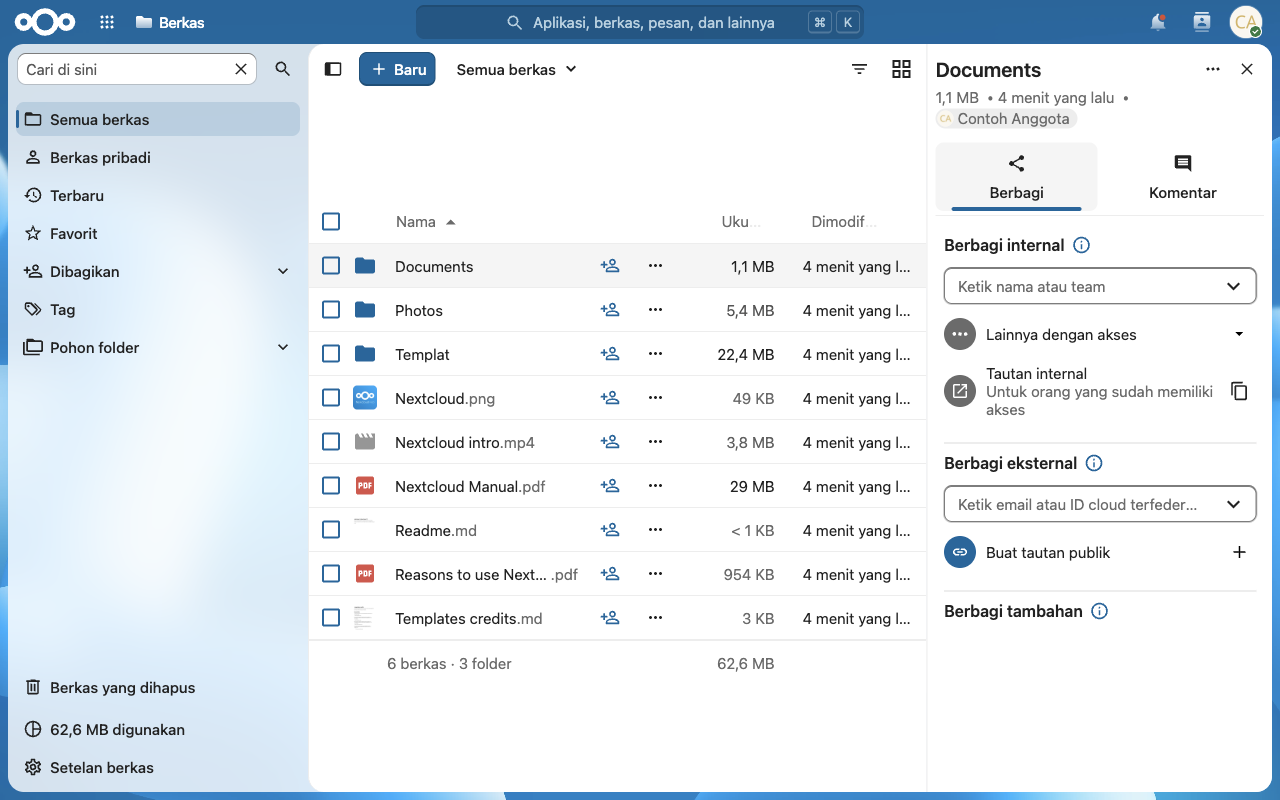 Berkas
Aplikasi, berkas, pesan, dan lainnya
⌘ K
CA
Cari di sini
Semua berkas
Berkas pribadi
Terbaru
Favorit
Dibagikan
Tag
Pohon folder
Berkas yang dihapus
62,6 MB digunakan
Setelan berkas
Baru
Semua berkas
Nama Uku... Dimodif...
Documents 1,1 MB 4 menit yang l...
Photos 5,4 MB 4 menit yang l...
Templat 22,4 MB 4 menit yang l...
Nextcloud.png 49 KB 4 menit yang l...
Nextcloud intro.mp4 3,8 MB 4 menit yang l...
PDF Nextcloud Manual.pdf 29 MB 4 menit yang l...
Readme.md < 1 KB 4 menit yang l...
PDF Reasons to use Next... .pdf 954 KB 4 menit yang l...
Templates credits.md 3 KB 4 menit yang l...
6 berkas · 3 folder 62,6 MB
Documents
1,1 MB • 4 menit yang lalu •
CA Contoh Anggota
Berbagi Komentar
Berbagi internal
Ketik nama atau team
Lainnya dengan akses
Tautan internal
Untuk orang yang sudah memiliki
akses
Berbagi eksternal
Ketik email atau ID cloud terfeder...
Buat tautan publik
Berbagi tambahan